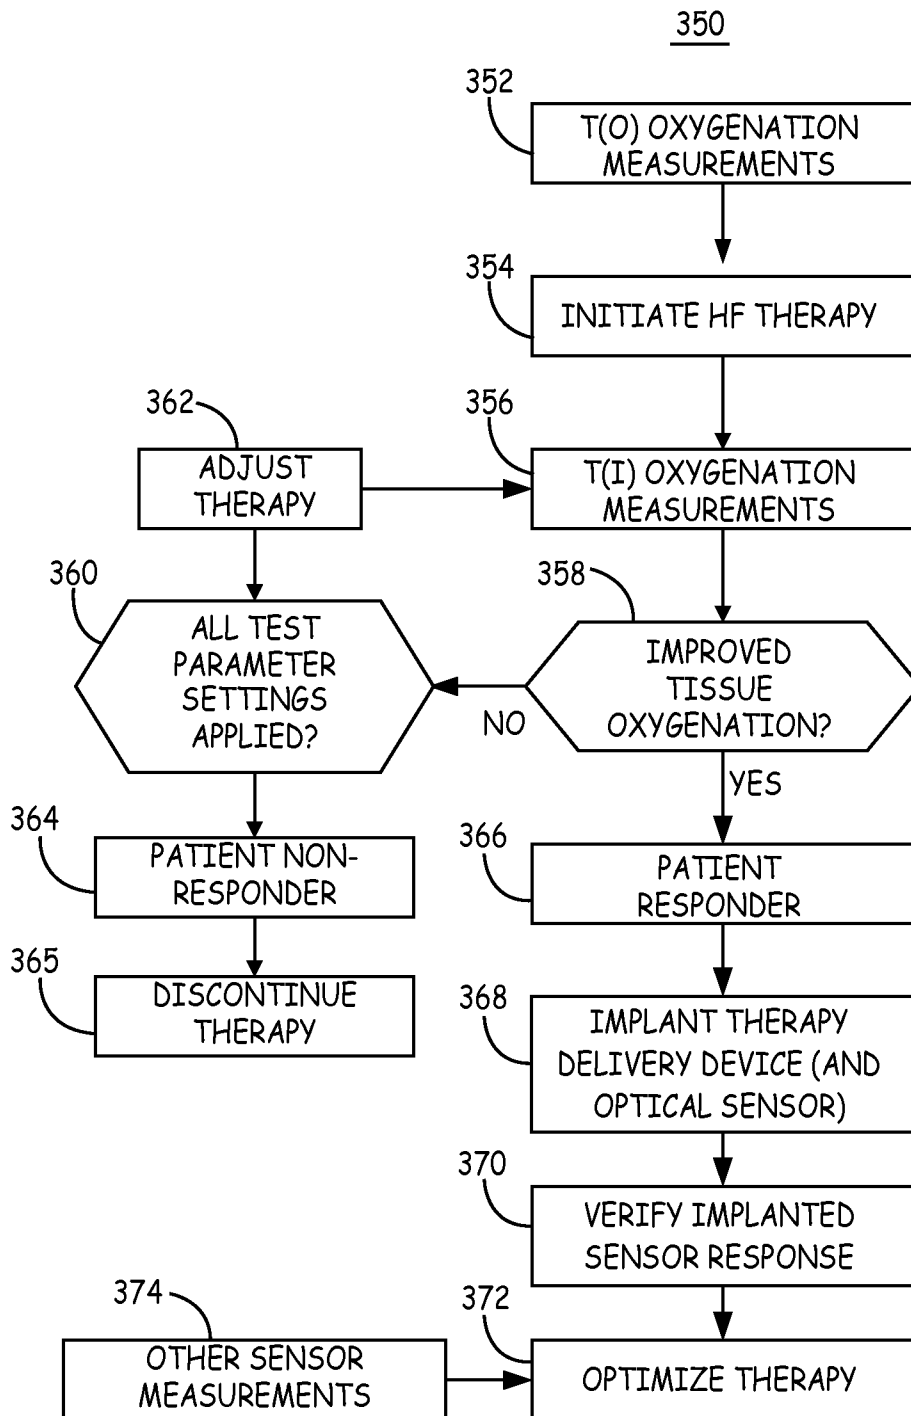 350
352
T(0) OXYGENATION
MEASUREMENTS
354
INITIATE HF THERAPY
362
356
ADJUST
THERAPY
T(I) OXYGENATION
MEASUREMENTS
360
358
ALL TEST
PARAMETER
SETTINGS
APPLIED?
IMPROVED
TISSUE
OXYGENATION?
NO
YES
364
PATIENT NON-
RESPONDER
366
PATIENT
RESPONDER
365
DISCONTINUE
THERAPY
368
IMPLANT THERAPY
DELIVERY DEVICE (AND
OPTICAL SENSOR)
370
VERIFY IMPLANTED
SENSOR RESPONSE
374
372
OTHER SENSOR
MEASUREMENTS
OPTIMIZE THERAPY